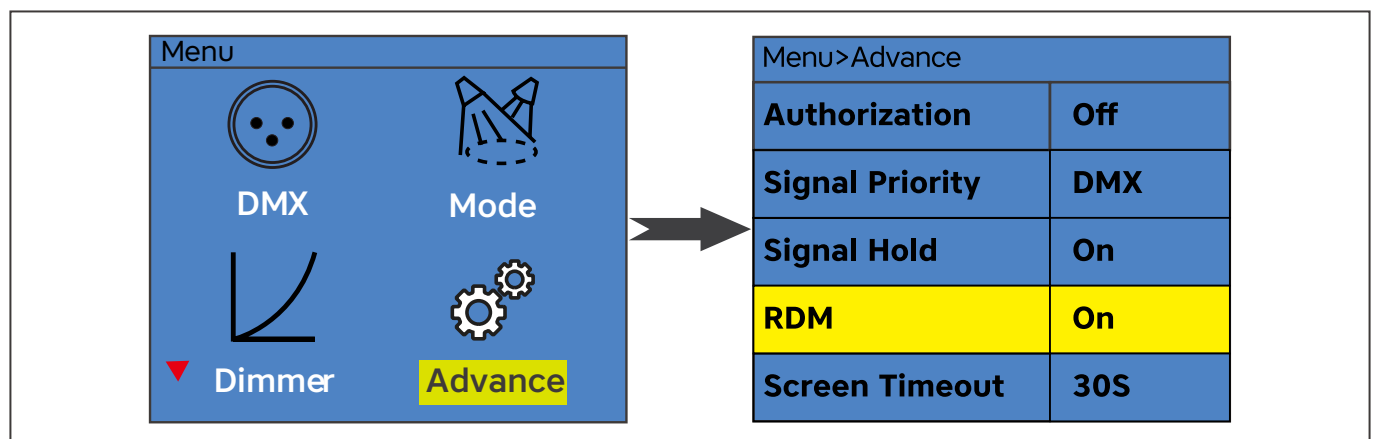 Menu
DMX Mode
Dimmer Advance
Menu>Advance
Authorization Off
Signal Priority DMX
Signal Hold On
RDM On
Screen Timeout 30S